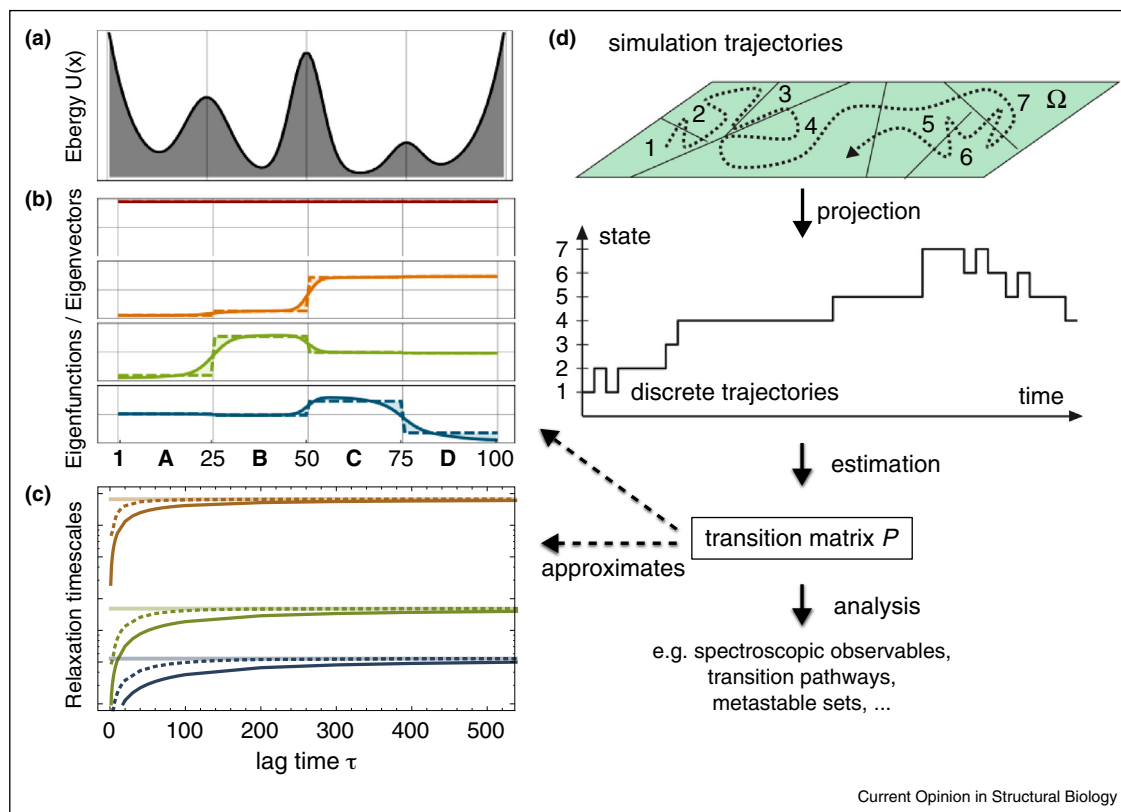 (a)
Ebergy U(x)
(b)
Eigenfunctions / Eigenvectors
1 A 25 B 50 C 75 D 100
(c)
Relaxation timescales
0 100 200 300 400 500
lag time τ
(d) simulation trajectories
1 2 3 4 5 6 7 Ω
projection
state
7
6
5
4
3
2
1
discrete trajectories
time
estimation
transition matrix P
approximates
analysis
e.g. spectroscopic observables,
transition pathways,
metastable sets, ...
Current Opinion in Structural Biology